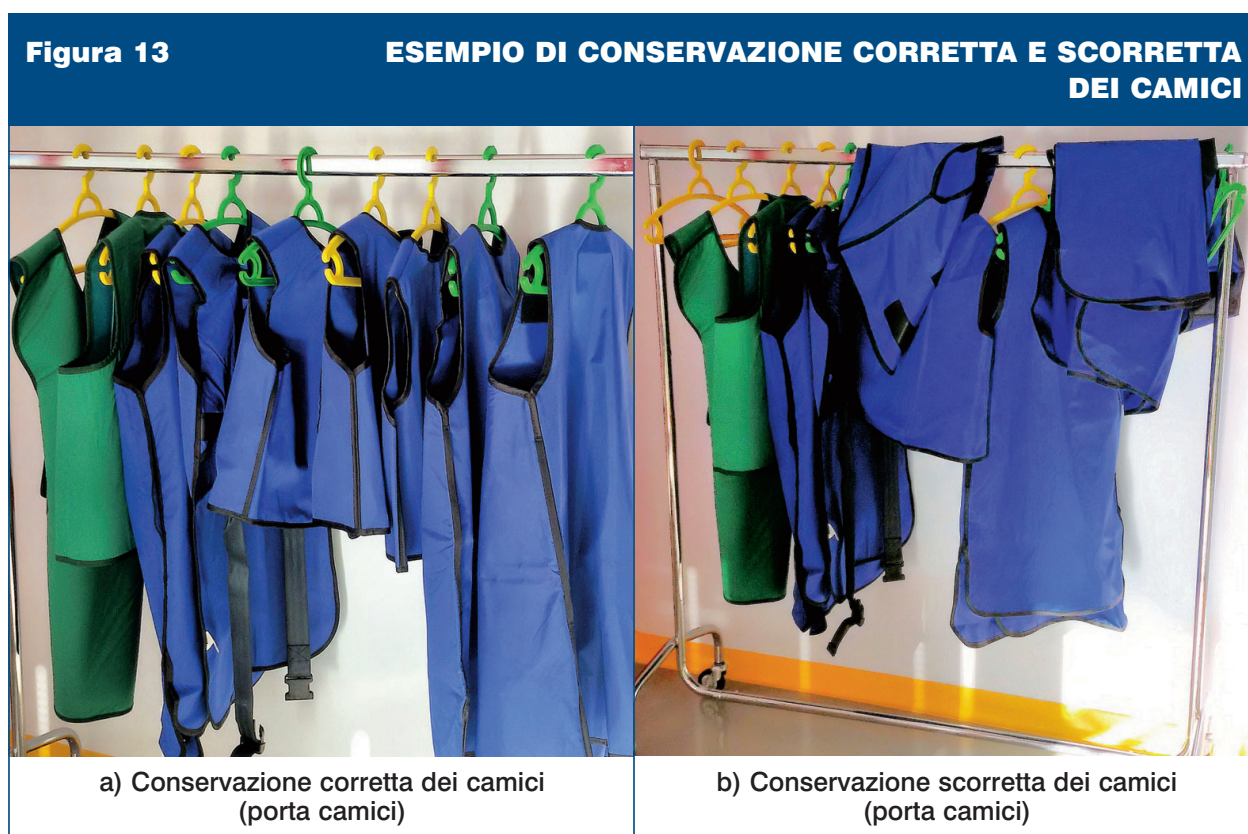 Figura 13
ESEMPIO DI CONSERVAZIONE CORRETTA E SCORRETTA
DEI CAMICI
a) Conservazione corretta dei camici
(porta camici)
b) Conservazione scorretta dei camici
(porta camici)